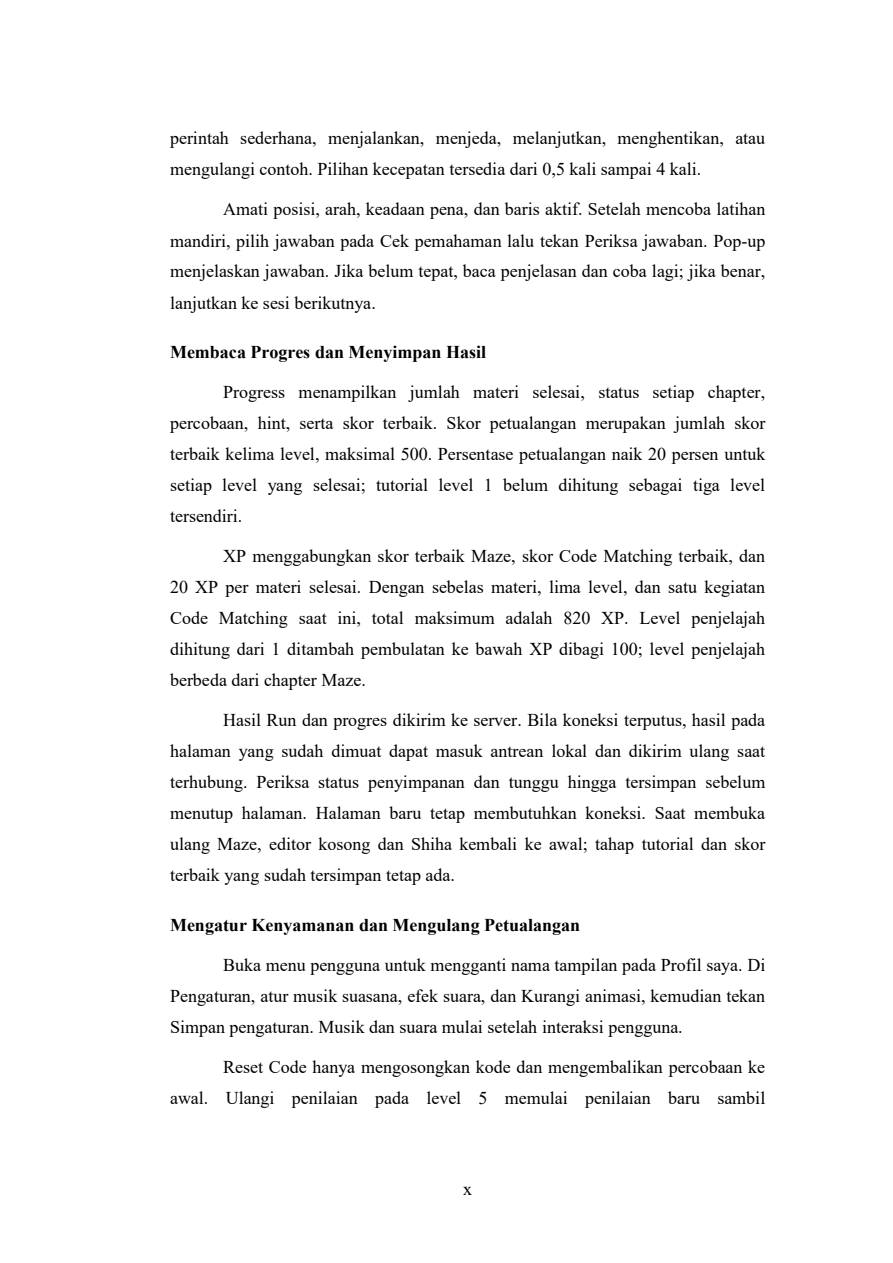 perintah sederhana, menjalankan, menjeda, melanjutkan, menghentikan, atau
mengulangi contoh. Pilihan kecepatan tersedia dari 0,5 kali sampai 4 kali.
Amati posisi, arah, keadaan pena, dan baris aktif. Setelah mencoba latihan
mandiri, pilih jawaban pada Cek pemahaman lalu tekan Periksa jawaban. Pop-up
menjelaskan jawaban. Jika belum tepat, baca penjelasan dan coba lagi; jika benar,
lanjutkan ke sesi berikutnya.
Membaca Progres dan Menyimpan Hasil
Progress menampilkan jumlah materi selesai, status setiap chapter,
percobaan, hint, serta skor terbaik. Skor petualangan merupakan jumlah skor
terbaik kelima level, maksimal 500. Persentase petualangan naik 20 persen untuk
setiap level yang selesai; tutorial level 1 belum dihitung sebagai tiga level
tersendiri.
XP menggabungkan skor terbaik Maze, skor Code Matching terbaik, dan
20 XP per materi selesai. Dengan sebelas materi, lima level, dan satu kegiatan
Code Matching saat ini, total maksimum adalah 820 XP. Level penjelajah
dihitung dari 1 ditambah pembulatan ke bawah XP dibagi 100; level penjelajah
berbeda dari chapter Maze.
Hasil Run dan progres dikirim ke server. Bila koneksi terputus, hasil pada
halaman yang sudah dimuat dapat masuk antrean lokal dan dikirim ulang saat
terhubung. Periksa status penyimpanan dan tunggu hingga tersimpan sebelum
menutup halaman. Halaman baru tetap membutuhkan koneksi. Saat membuka
ulang Maze, editor kosong dan Shiha kembali ke awal; tahap tutorial dan skor
terbaik yang sudah tersimpan tetap ada.
Mengatur Kenyamanan dan Mengulang Petualangan
Buka menu pengguna untuk mengganti nama tampilan pada Profil saya. Di
Pengaturan, atur musik suasana, efek suara, dan Kurangi animasi, kemudian tekan
Simpan pengaturan. Musik dan suara mulai setelah interaksi pengguna.
Reset Code hanya mengosongkan kode dan mengembalikan percobaan ke
awal. Ulangi penilaian pada level 5 memulai penilaian baru sambil
x